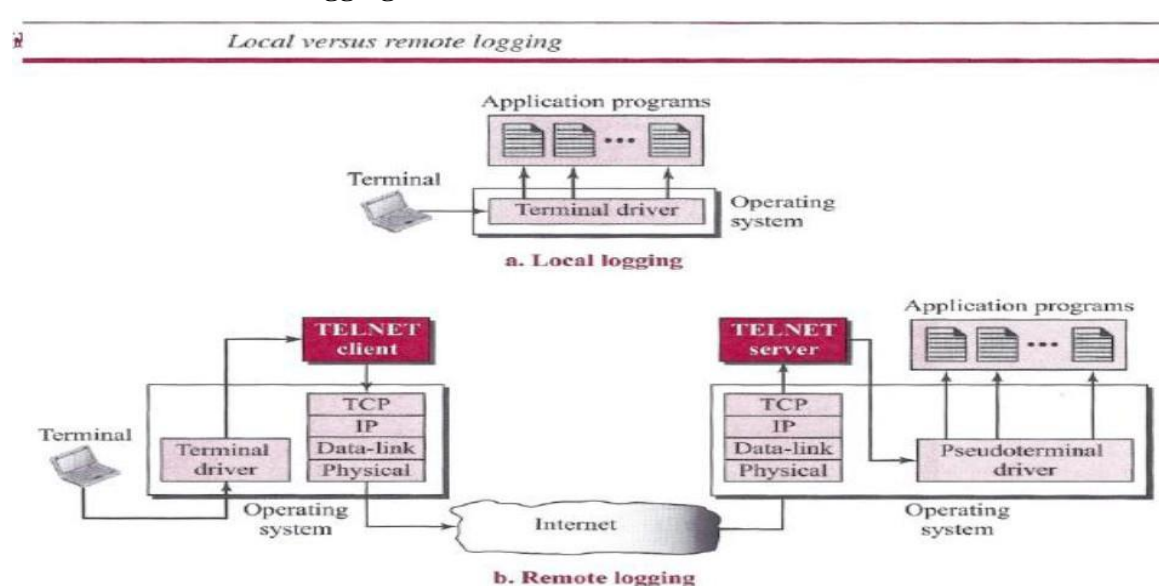 Local versus remote logging
Application programs
Terminal
Terminal driver
Operating
system
a. Local logging
Application programs
TELNET
client
TELNET
server
TCP
IP
Data-link
Physical
TCP
IP
Data-link
Physical
Terminal
Terminal
driver
Pseudoterminal
driver
Operating
system
Internet
Operating
system
b. Remote logging